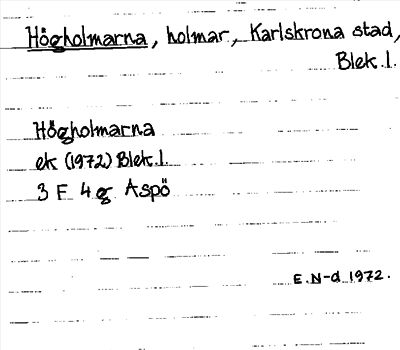 Högholmarna, holmar, Karlskrona stad,
Blek.l.
Högholmarna
ek (1972) Blek.l.
3 F 4 g Aspö
E.N-d 1972.